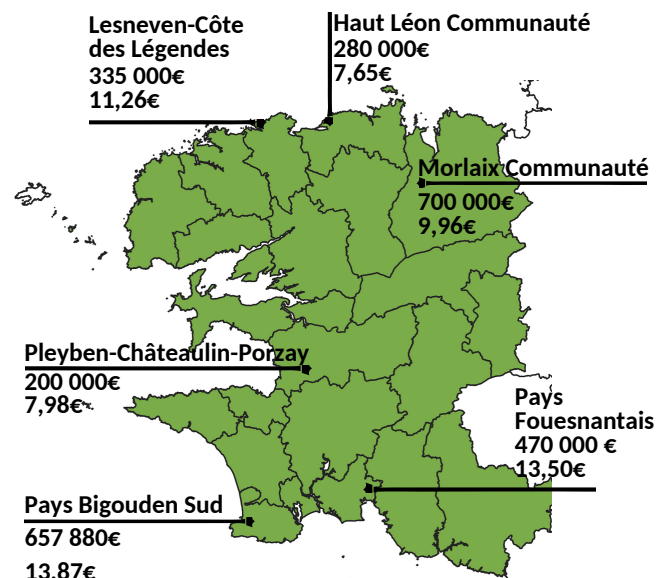 Lesneven-Côte
des Légendes
335 000€
11,26€
Haut Léon Communauté
280 000€
7,65€
Morlaix Communauté
700 000€
9,96€
Pleyben-Châteaulin-Porzay
200 000€
7,98€
Pays
Fouesnantais
470 000 €
13,50€
Pays Bigouden Sud
657 880€
13,87€